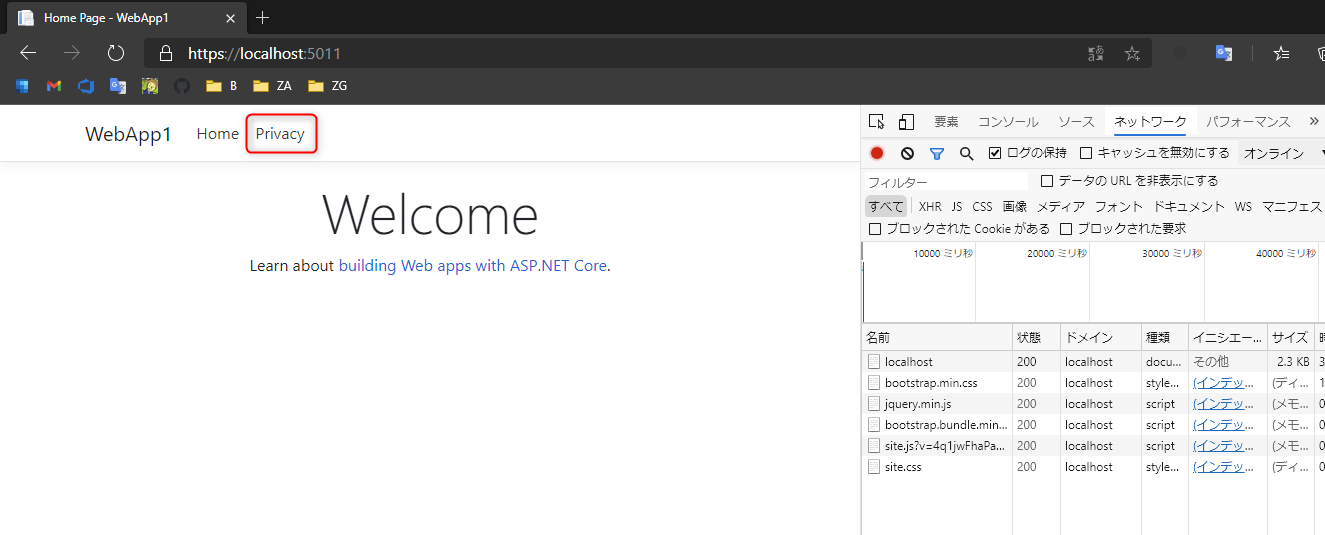 Home Page - WebApp1
https://localhost:5011
B ZA ZG
WebApp1 Home Privacy
Welcome
Learn about building Web apps with ASP.NET Core.
要素 コンソール ソース ネットワーク パフォーマンス »
ログの保持 キャッシュを無効にする オンライン
フィルター データの URL を非表示にする
すべて XHR JS CSS 画像 メディア フォント ドキュメント WS マニフェス
ブロックされた Cookie がある ブロックされた要求
10000 ミリ秒 20000 ミリ秒 30000 ミリ秒 40000 ミリ秒
名前 状態 ドメイン 種類 イニシエー... サイズ
localhost 200 localhost docu... その他 2.3 KB 3
bootstrap.min.css 200 localhost style... (インデッ... (ディ... 1
jquery.min.js 200 localhost script (インデッ... (メモ... 0
bootstrap.bundle.min... 200 localhost script (インデッ... (メモ... 0
site.js?v=4q1jwFhaPa... 200 localhost script (インデッ... (メモ... 0
site.css 200 localhost style... (インデッ... (ディ... 0